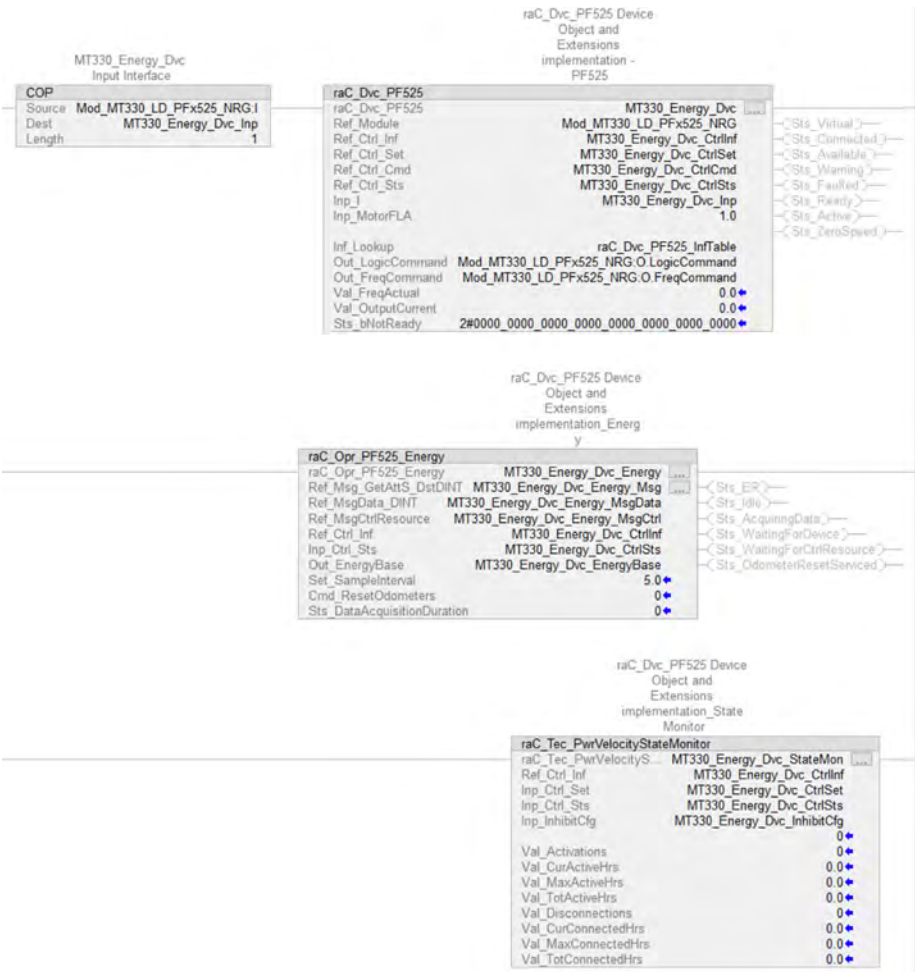 raC_Dvc_PF525 Device
Object and
Extensions
implementation -
PF525
MT330_Energy_Dvc
Input Interface
COP
Source Mod_MT330_LD_PFx525_NRG:I
Dest MT330_Energy_Dvc_Inp
Length 1
raC_Dvc_PF525
raC_Dvc_PF525 MT330_Energy_Dvc ...
Ref_Module Mod_MT330_LD_PFx525_NRG
Ref_Ctrl_Inf MT330_Energy_Dvc_CtrlInf
Ref_Ctrl_Set MT330_Energy_Dvc_CtrlSet
Ref_Ctrl_Cmd MT330_Energy_Dvc_CtrlCmd
Ref_Ctrl_Sts MT330_Energy_Dvc_CtrlSts
Inp_I MT330_Energy_Dvc_Inp
Inp_MotorFLA 1.0
Inf_Lookup raC_Dvc_PF525_InfTable
Out_LogicCommand Mod_MT330_LD_PFx525_NRG:O.LogicCommand
Out_FreqCommand Mod_MT330_LD_PFx525_NRG:O.FreqCommand
Val_FreqActual 0.0
Val_OutputCurrent 0.0
Sts_bNotReady 2#0000_0000_0000_0000_0000_0000_0000_0000
Sts_Virtual
Sts_Connected
Sts_Available
Sts_Warning
Sts_Faulted
Sts_Ready
Sts_Active
Sts_ZeroSpeed
raC_Dvc_PF525 Device
Object and
Extensions
implementation_Energ
y
raC_Opr_PF525_Energy
raC_Opr_PF525_Energy MT330_Energy_Dvc_Energy ...
Ref_Msg_GetAttS_DstDINT MT330_Energy_Dvc_Energy_Msg ...
Ref_MsgData_DINT MT330_Energy_Dvc_Energy_MsgData
Ref_MsgCtrlResource MT330_Energy_Dvc_Energy_MsgCtrl
Ref_Ctrl_Inf MT330_Energy_Dvc_CtrlInf
Inp_Ctrl_Sts MT330_Energy_Dvc_CtrlSts
Out_EnergyBase MT330_Energy_Dvc_EnergyBase
Set_SampleInterval 5.0
Cmd_ResetOdometers 0
Sts_DataAcquisitionDuration 0
Sts_ER
Sts_Idle
Sts_AcquiringData
Sts_WaitingForDevice
Sts_WaitingForCtrlResource
Sts_OdometerResetServiced
raC_Dvc_PF525 Device
Object and
Extensions
implementation_State
Monitor
raC_Tec_PwrVelocityStateMonitor
raC_Tec_PwrVelocityS... MT330_Energy_Dvc_StateMon ...
Ref_Ctrl_Inf MT330_Energy_Dvc_CtrlInf
Inp_Ctrl_Set MT330_Energy_Dvc_CtrlSet
Inp_Ctrl_Sts MT330_Energy_Dvc_CtrlSts
Inp_InhibitCfg MT330_Energy_Dvc_InhibitCfg
0
Val_Activations 0
Val_CurActiveHrs 0.0
Val_MaxActiveHrs 0.0
Val_TotActiveHrs 0.0
Val_Disconnections 0
Val_CurConnectedHrs 0.0
Val_MaxConnectedHrs 0.0
Val_TotConnectedHrs 0.0